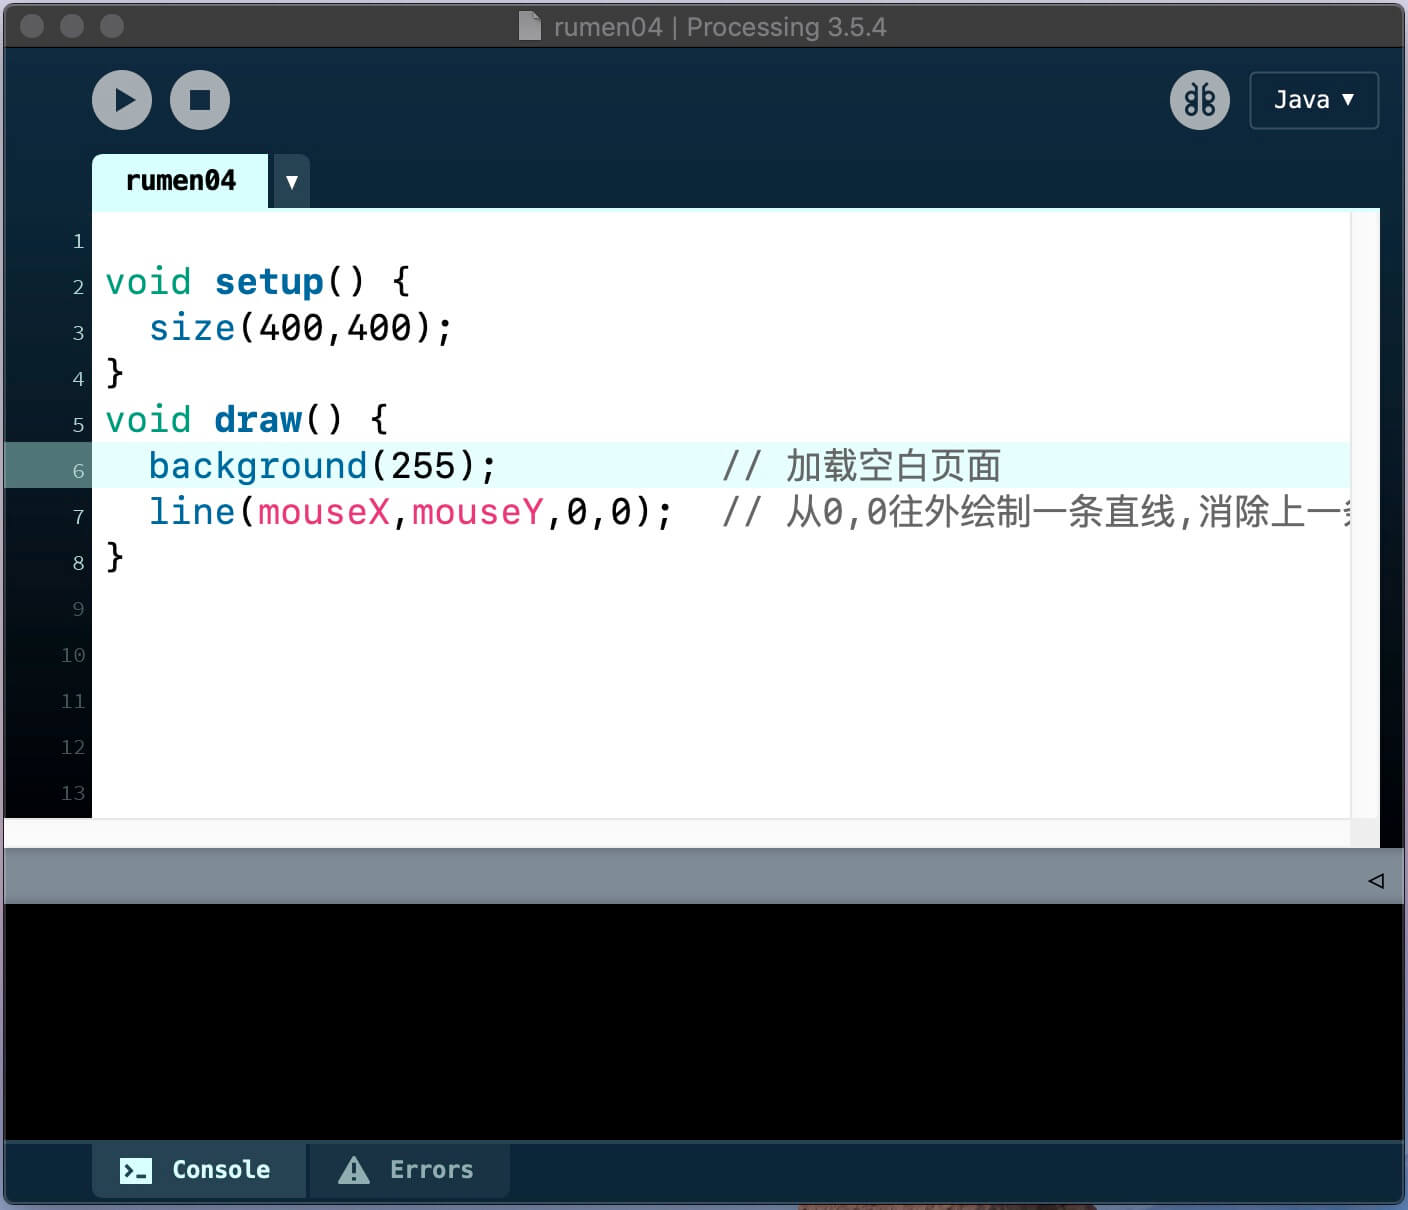 rumen04 | Processing 3.5.4
Java ▼
rumen04 ▼
1
2 void setup() {
3   size(400,400);
4 }
5 void draw() {
6   background(255);          // 加载空白页面
7   line(mouseX,mouseY,0,0);  // 从0,0往外绘制一条直线,消除上一
8 }
9
10
11
12
13
Console Errors